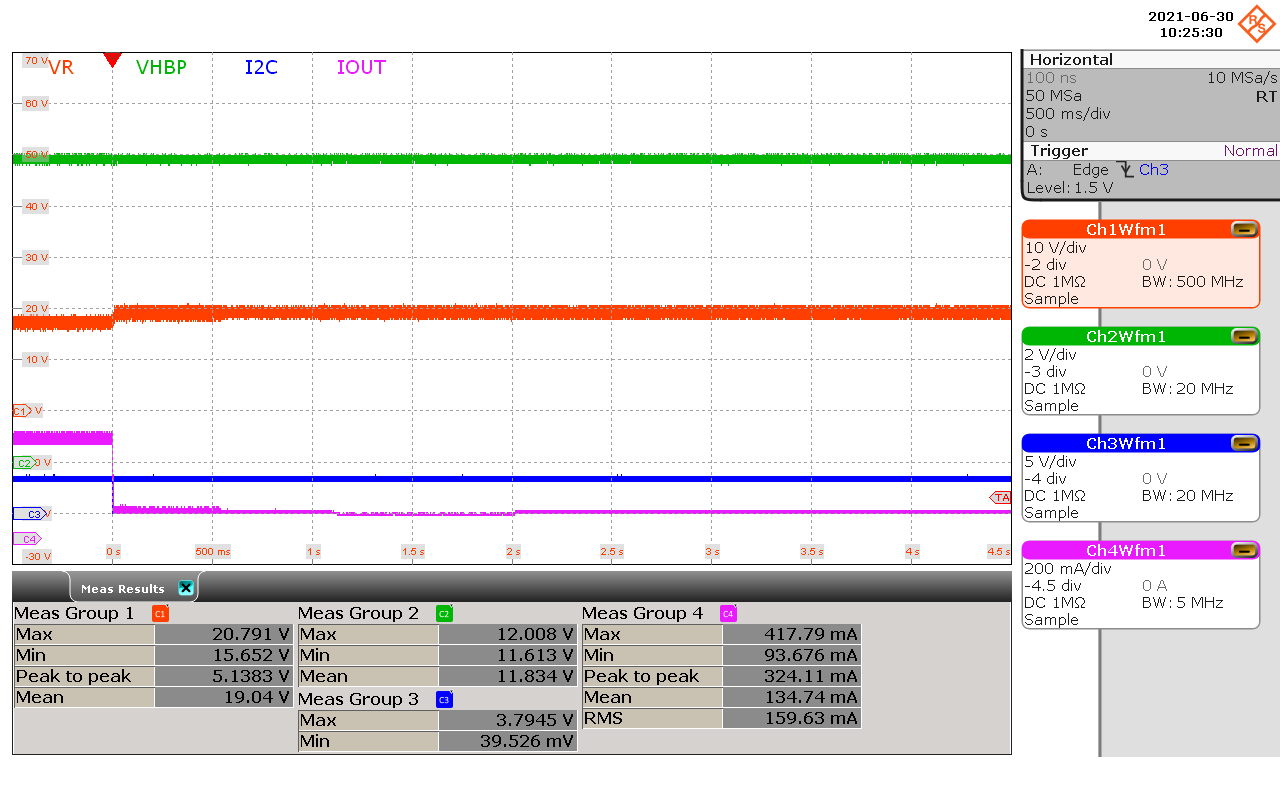 2021-06-30
10:25:30
R&S
VR VHBP I2C IOUT
70 V
60 V
50 V
40 V
30 V
20 V
10 V
C1 V
C2 0 V
C3 V
C4
-30 V
TA
0 s 500 ms 1 s 1.5 s 2 s 2.5 s 3 s 3.5 s 4 s 4.5 s
Horizontal
100 ns 10 MSa/s
50 MSa RT
500 ms/div
0 s
Trigger Normal
A: Edge Ch3
Level: 1.5 V
Ch1Wfm1
10 V/div
-2 div 0 V
DC 1MΩ BW: 500 MHz
Sample
Ch2Wfm1
2 V/div
-3 div 0 V
DC 1MΩ BW: 20 MHz
Sample
Ch3Wfm1
5 V/div
-4 div 0 V
DC 1MΩ BW: 20 MHz
Sample
Ch4Wfm1
200 mA/div
-4.5 div 0 A
DC 1MΩ BW: 5 MHz
Sample
Meas Results
Meas Group 1 C1
Max 20.791 V
Min 15.652 V
Peak to peak 5.1383 V
Mean 19.04 V
Meas Group 2 C2
Max 12.008 V
Min 11.613 V
Mean 11.834 V
Meas Group 3 C3
Max 3.7945 V
Min 39.526 mV
Meas Group 4 C4
Max 417.79 mA
Min 93.676 mA
Peak to peak 324.11 mA
Mean 134.74 mA
RMS 159.63 mA